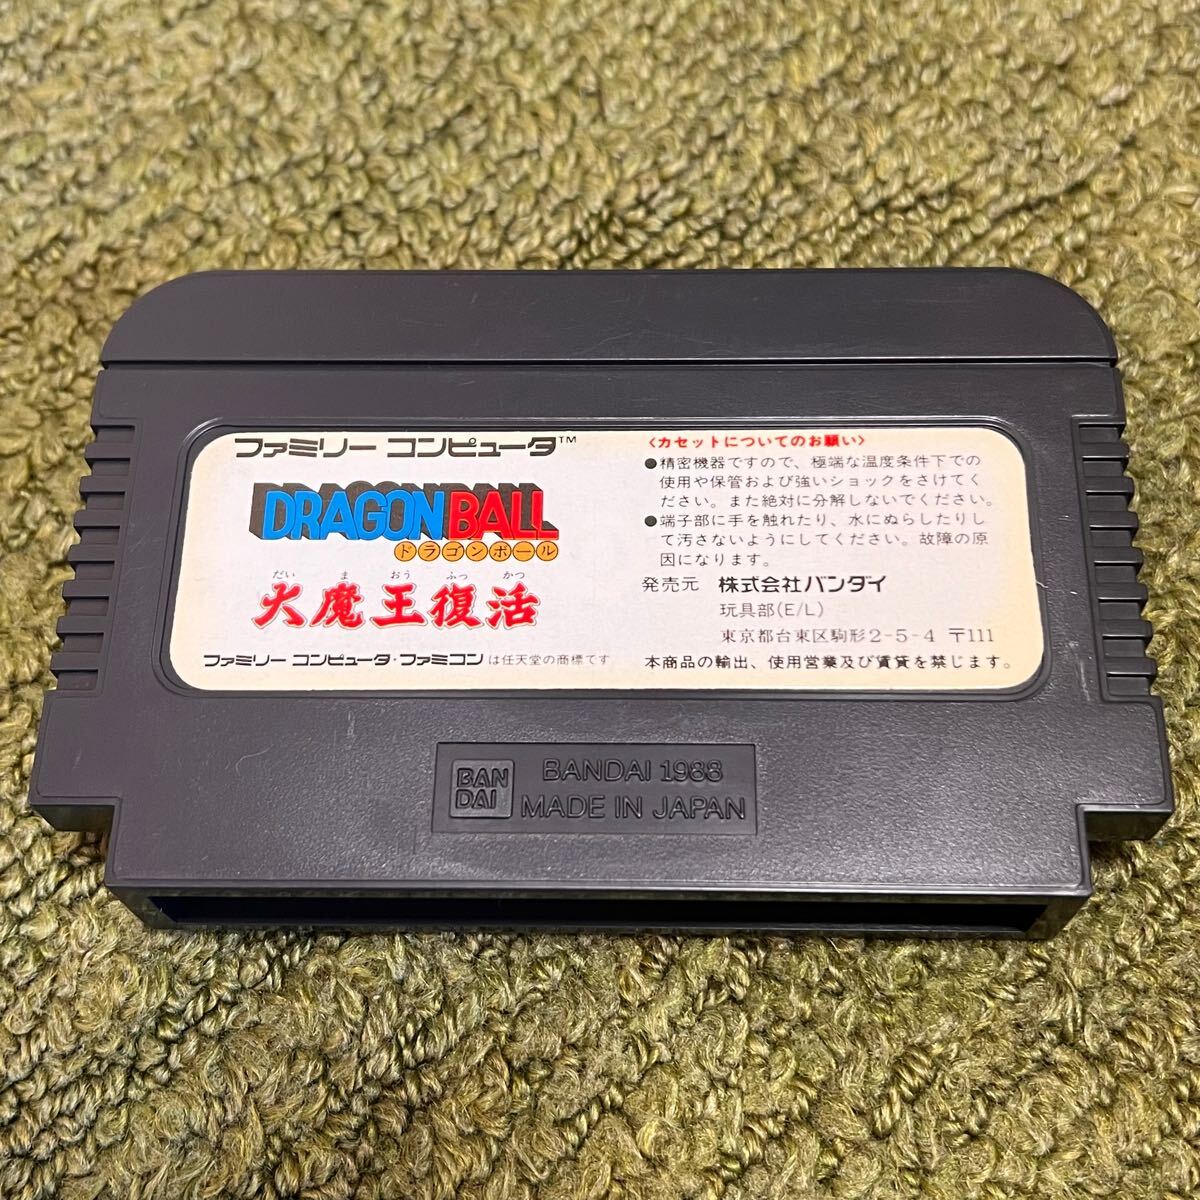 ファミリー コンピュータ™
DRAGON BALL
ドラゴンボール
だい ま おう ふっ かつ
大魔王復活
ファミリー コンピュータ・ファミコン は任天堂の商標です
〈カセットについてのお願い〉
●精密機器ですので、極端な温度条件下での
使用や保管および強いショックをさけてく
ださい。また絶対に分解しないでください。
●端子部に手を触れたり、水にぬらしたりし
て汚さないようにしてください。故障の原
因になります。
発売元 株式会社バンダイ
玩具部(E/L)
東京都台東区駒形2-5-4 〒111
本商品の輸出、使用営業及び賃貸を禁じます。
BAN
DAI
BANDAI 1988
MADE IN JAPAN